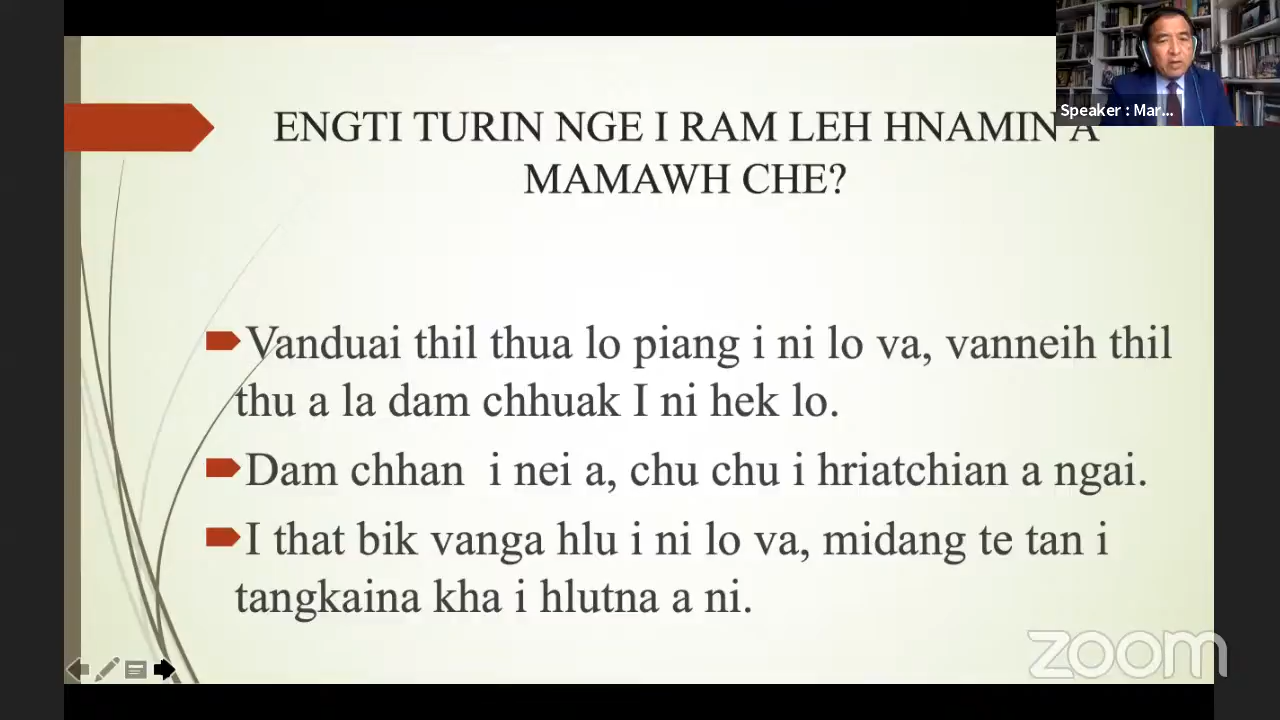 Speaker : Mar...
ENGTI TURIN NGE I RAM LEH HNAMIN A
MAMAWH CHE?
Vanduai thil thua lo piang i ni lo va, vanneih thil
thu a la dam chhuak I ni hek lo.
Dam chhan i nei a, chu chu i hriatchian a ngai.
I that bik vanga hlu i ni lo va, midang te tan i
tangkaina kha i hlutna a ni.
zoom